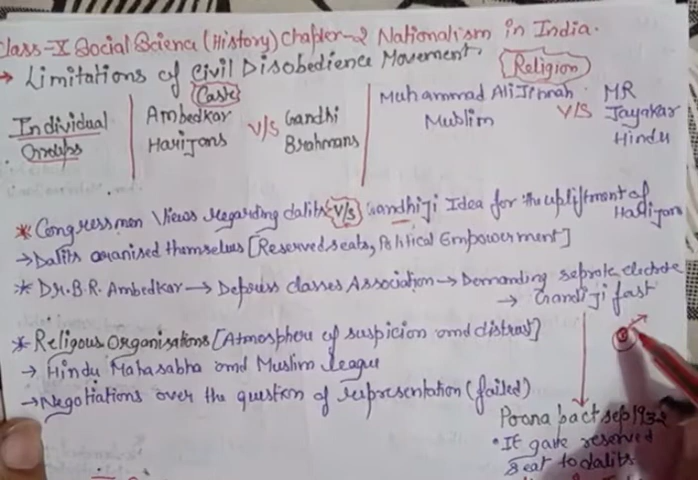 Class-X Social Science (History) Chapter-2 Nationalism in India.
→ Limitations of Civil Disobedience Movement
Religion
Caste
Individual
Groups
Ambedkar
Harijans
V/S
Gandhi
Brahmans
Muhammad Ali Jinnah
Muslim
V/S
MR
Jayakar
Hindu
* Congressmen Views regarding dalits V/S Gandhiji Idea for the upliftment of
Harijans
→ Dalits organised themselves [Reserved seats, Political Empowerment]
* DR. B.R. Ambedkar → Depress classes Association → Demanding seprate electorate
→ Gandiji fast
* Religous Organisations [Atmosphere of suspicion and distrust]
→ Hindu Mahasabha and Muslim league
→ Negotiations over the question of representation (failed)
Poona pact sep 1932
• It gave reserved
seat to dalits